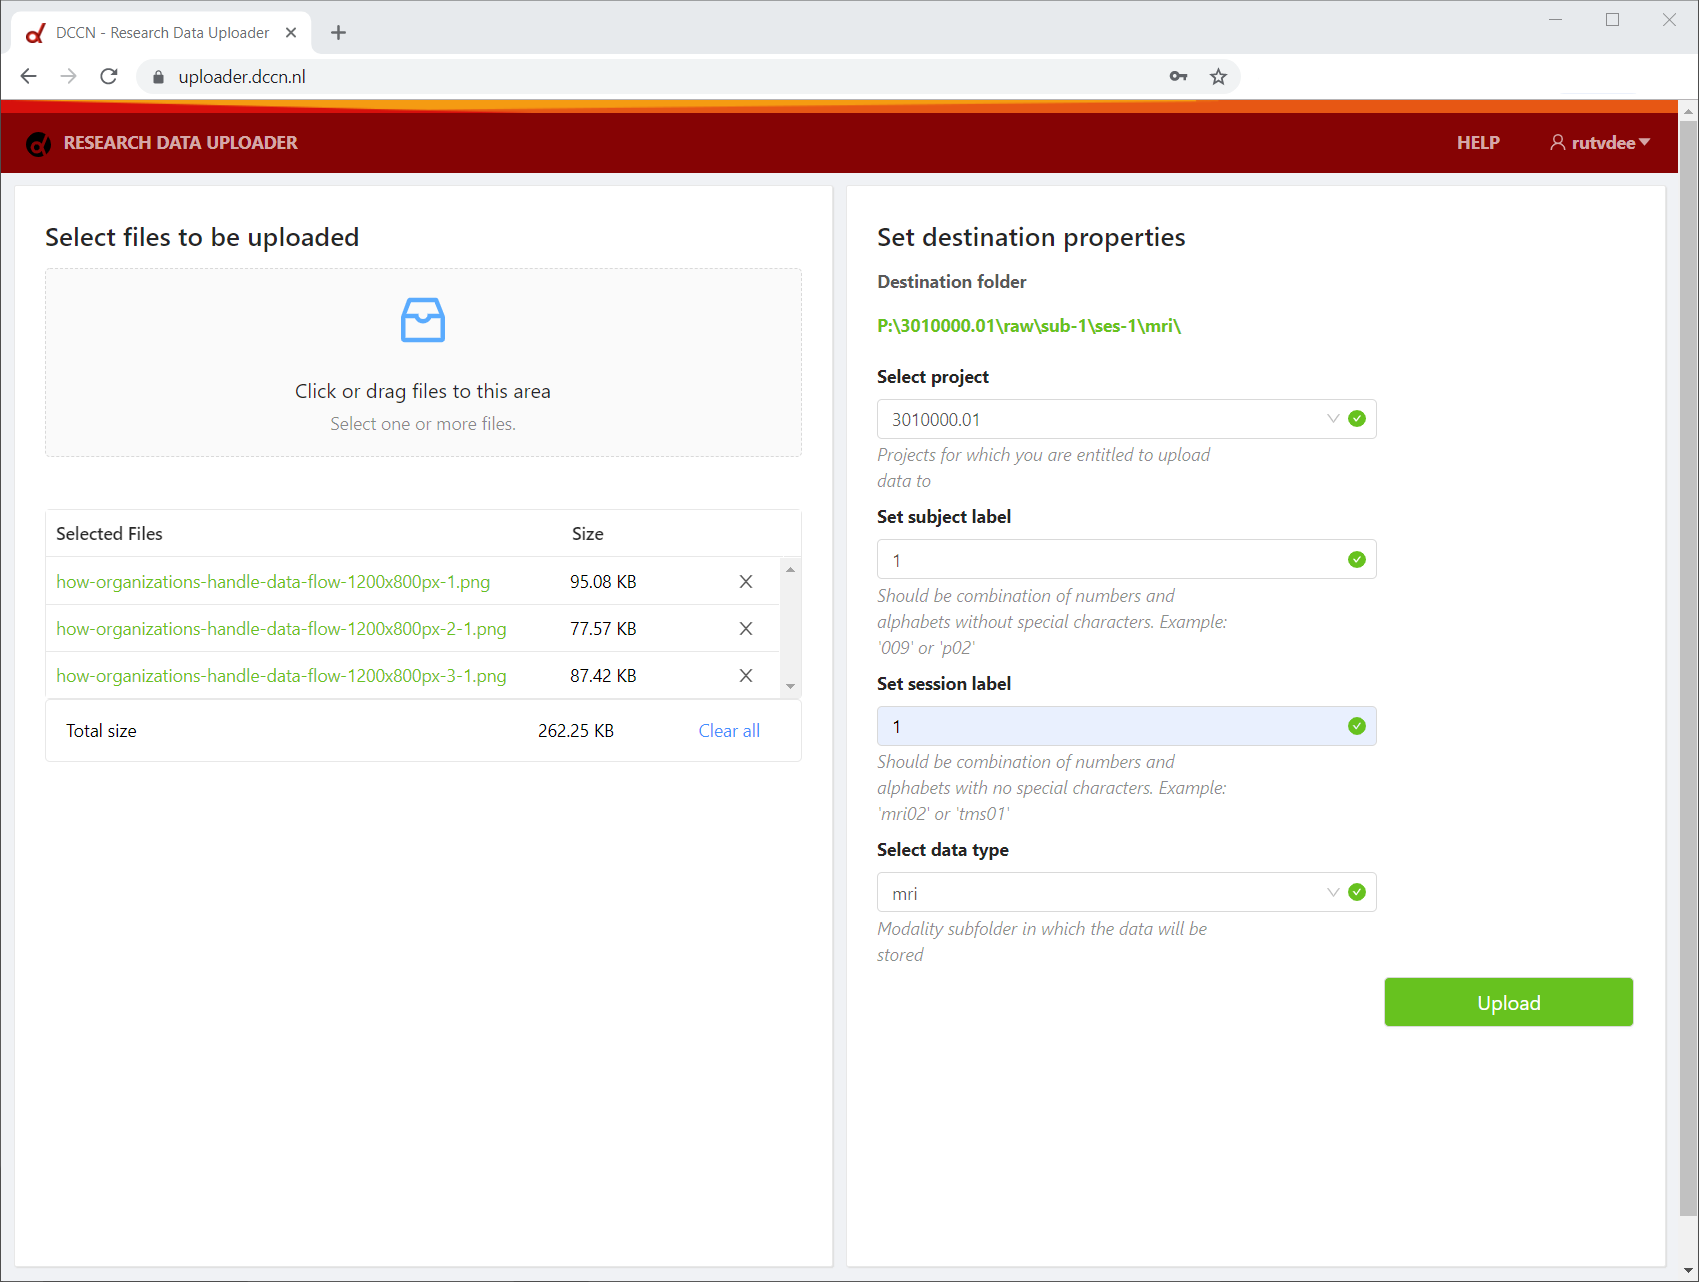 DCCN - Research Data Uploader
uploader.dccn.nl
RESEARCH DATA UPLOADER
HELP
rutvdee
Select files to be uploaded
Click or drag files to this area
Select one or more files.
Selected Files Size
how-organizations-handle-data-flow-1200x800px-1.png 95.08 KB
how-organizations-handle-data-flow-1200x800px-2-1.png 77.57 KB
how-organizations-handle-data-flow-1200x800px-3-1.png 87.42 KB
Total size 262.25 KB Clear all
Set destination properties
Destination folder
P:\3010000.01\raw\sub-1\ses-1\mri\
Select project
3010000.01
Projects for which you are entitled to upload
data to
Set subject label
1
Should be combination of numbers and
alphabets without special characters. Example:
'009' or 'p02'
Set session label
1
Should be combination of numbers and
alphabets with no special characters. Example:
'mri02' or 'tms01'
Select data type
mri
Modality subfolder in which the data will be
stored
Upload